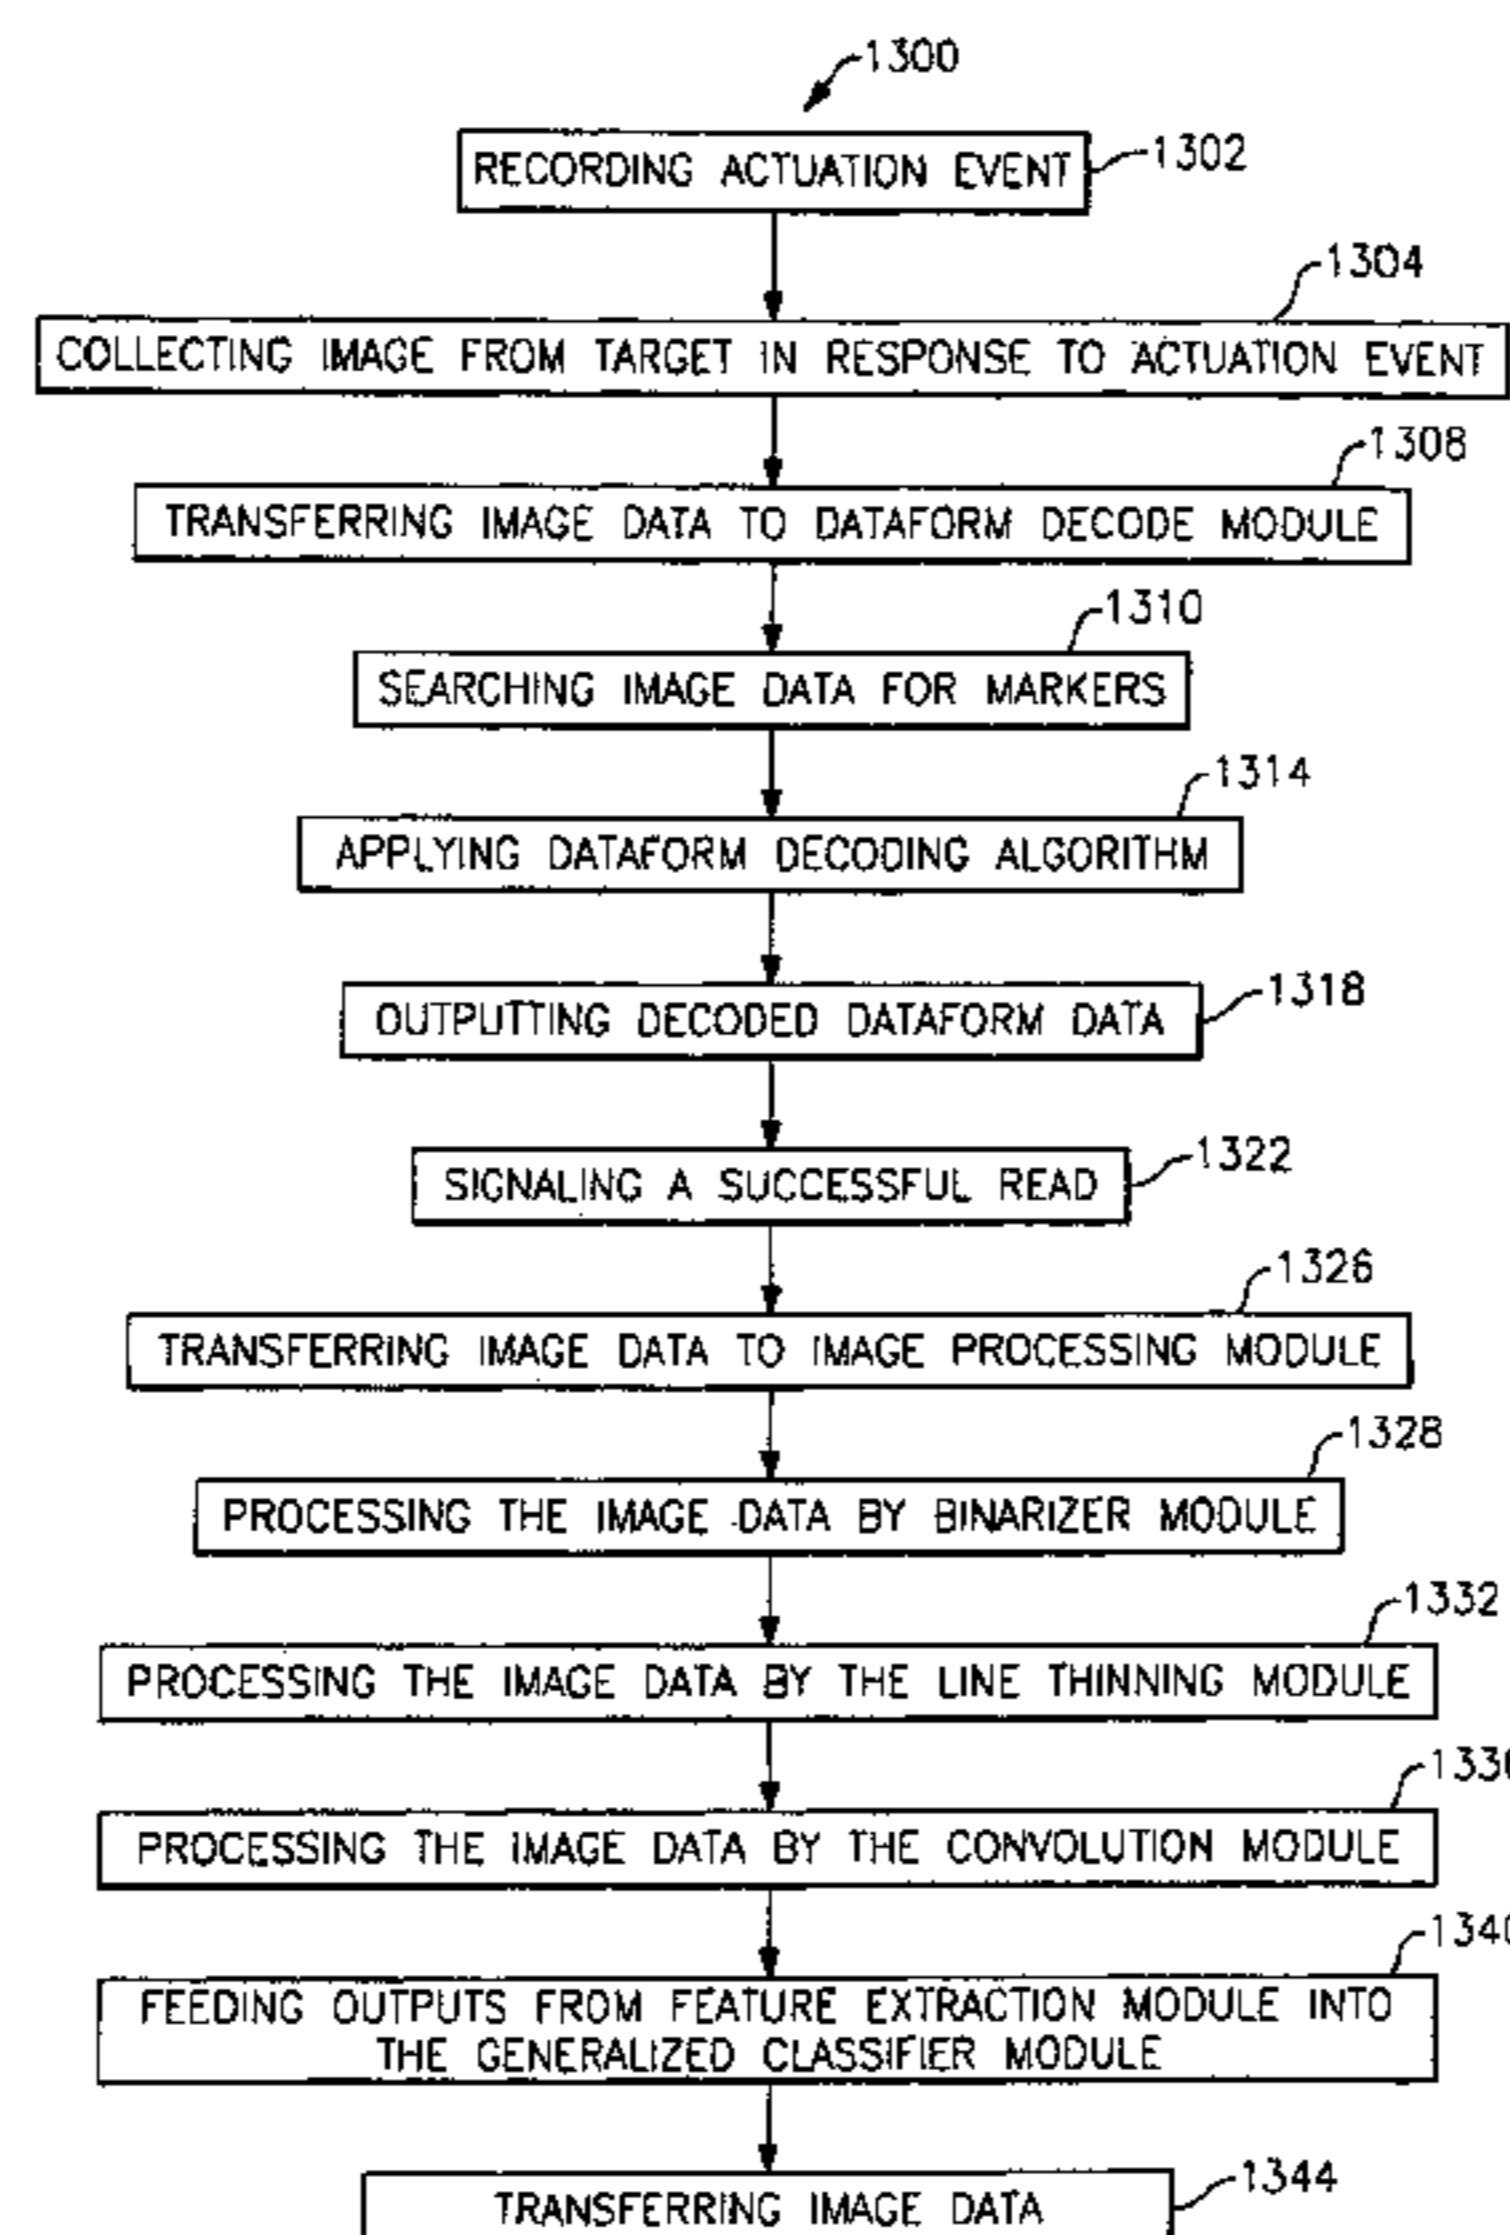 1300
RECORDING ACTUATION EVENT
1302
1304
COLLECTING IMAGE FROM TARGET IN RESPONSE TO ACTUATION EVENT
1308
TRANSFERRING IMAGE DATA TO DATAFORM DECODE MODULE
1310
SEARCHING IMAGE DATA FOR MARKERS
1314
APPLYING DATAFORM DECODING ALGORITHM
1318
OUTPUTTING DECODED DATAFORM DATA
1322
SIGNALING A SUCCESSFUL READ
1326
TRANSFERRING IMAGE DATA TO IMAGE PROCESSING MODULE
1328
PROCESSING THE IMAGE DATA BY BINARIZER MODULE
1332
PROCESSING THE IMAGE DATA BY THE LINE THINNING MODULE
PROCESSING THE IMAGE DATA BY THE CONVOLUTION MODULE
1340
FEEDING OUTPUTS FROM FEATURE EXTRACTION MODULE INTO
THE GENERALIZED CLASSIFIER MODULE
1344
TRANSFERRING IMAGE DATA